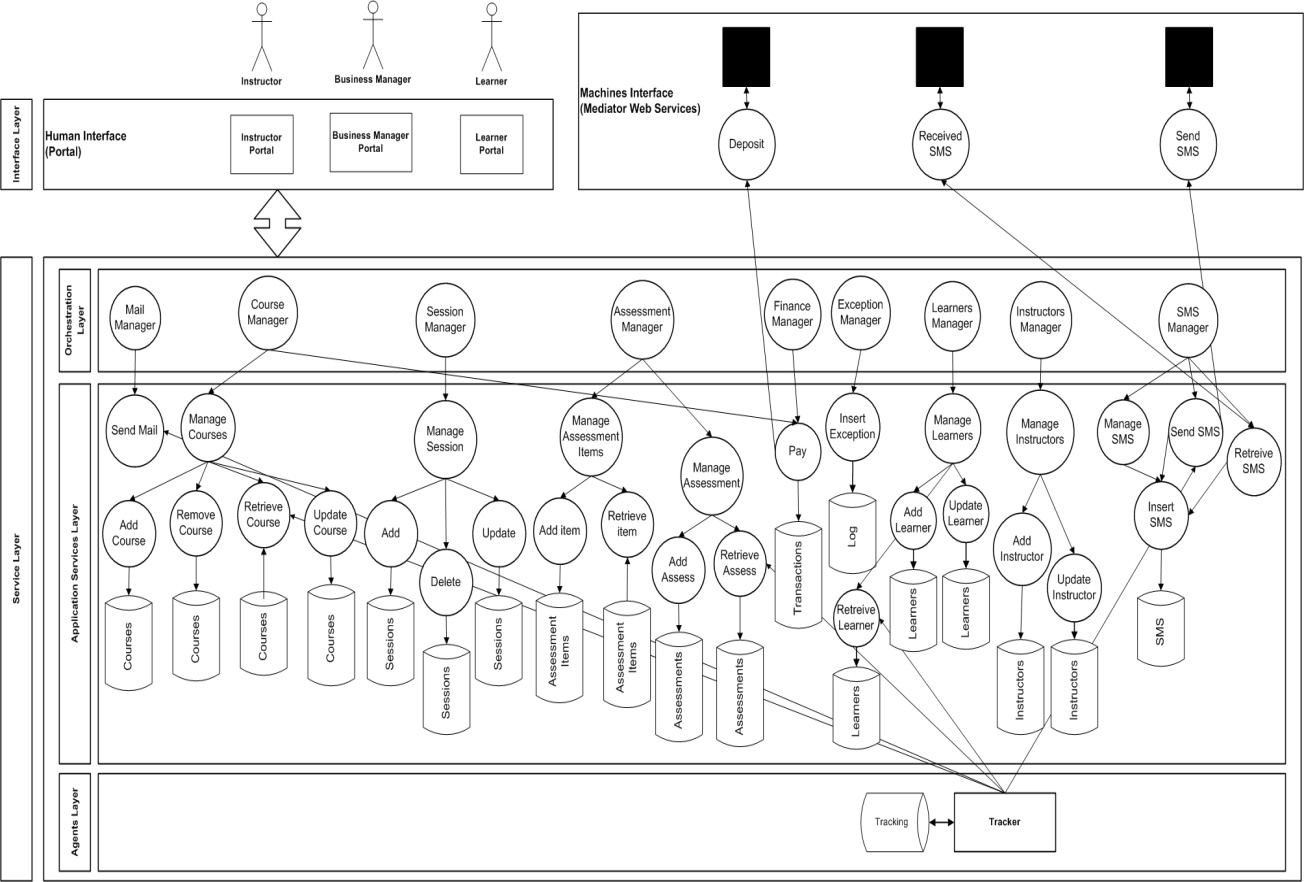 Instructor
Business Manager
Learner
Interface Layer
Human Interface
(Portal)
Instructor
Portal
Business Manager
Portal
Learner
Portal
Machines Interface
(Mediator Web Services)
Deposit
Received
SMS
Send
SMS
Service Layer
Orchestration
Layer
Mail
Manager
Course
Manager
Session
Manager
Assessment
Manager
Finance
Manager
Exception
Manager
Learners
Manager
Instructors
Manager
SMS
Manager
Application Services Layer
Send Mail
Manage
Courses
Manage
Session
Manage
Assessment
Items
Manage
Assessment
Pay
Insert
Exception
Manage
Learners
Manage
Instructors
Manage
SMS
Send SMS
Retreive
SMS
Add
Course
Remove
Course
Retrieve
Course
Update
Course
Add
Delete
Update
Add item
Retrieve
item
Add
Assess
Retrieve
Assess
Add
Learner
Update
Learner
Retreive
Learner
Add
Instructor
Update
Instructor
Insert
SMS
Courses
Courses
Courses
Courses
Sessions
Sessions
Sessions
Assessment
Items
Assessment
Items
Assessments
Assessments
Transactions
Log
Learners
Learners
Learners
Instructors
Instructors
SMS
Agents Layer
Tracking
Tracker